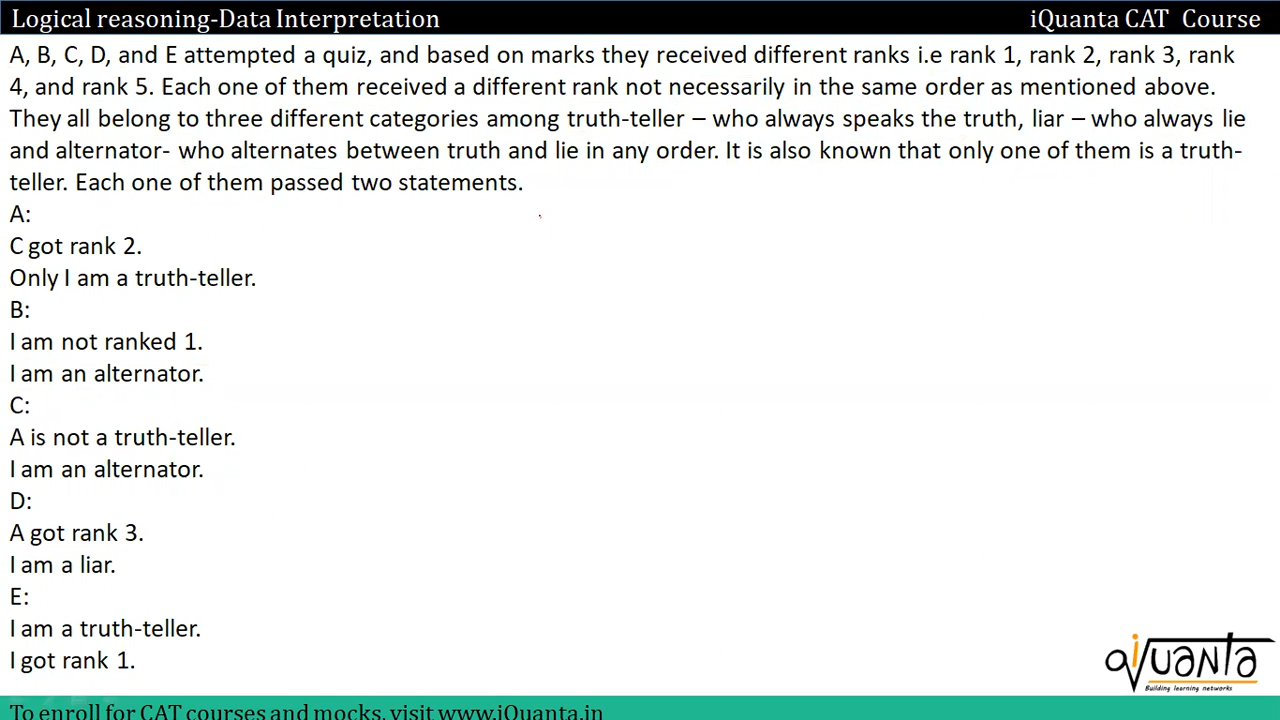 Logical reasoning-Data Interpretation
iQuanta CAT Course
A, B, C, D, and E attempted a quiz, and based on marks they received different ranks i.e rank 1, rank 2, rank 3, rank
4, and rank 5. Each one of them received a different rank not necessarily in the same order as mentioned above.
They all belong to three different categories among truth-teller – who always speaks the truth, liar – who always lie
and alternator- who alternates between truth and lie in any order. It is also known that only one of them is a truth-
teller. Each one of them passed two statements.
A:
C got rank 2.
Only I am a truth-teller.
B:
I am not ranked 1.
I am an alternator.
C:
A is not a truth-teller.
I am an alternator.
D:
A got rank 3.
I am a liar.
E:
I am a truth-teller.
I got rank 1.
iQuanta
Building learning networks
To enroll for CAT courses and mocks, visit www.iQuanta.in